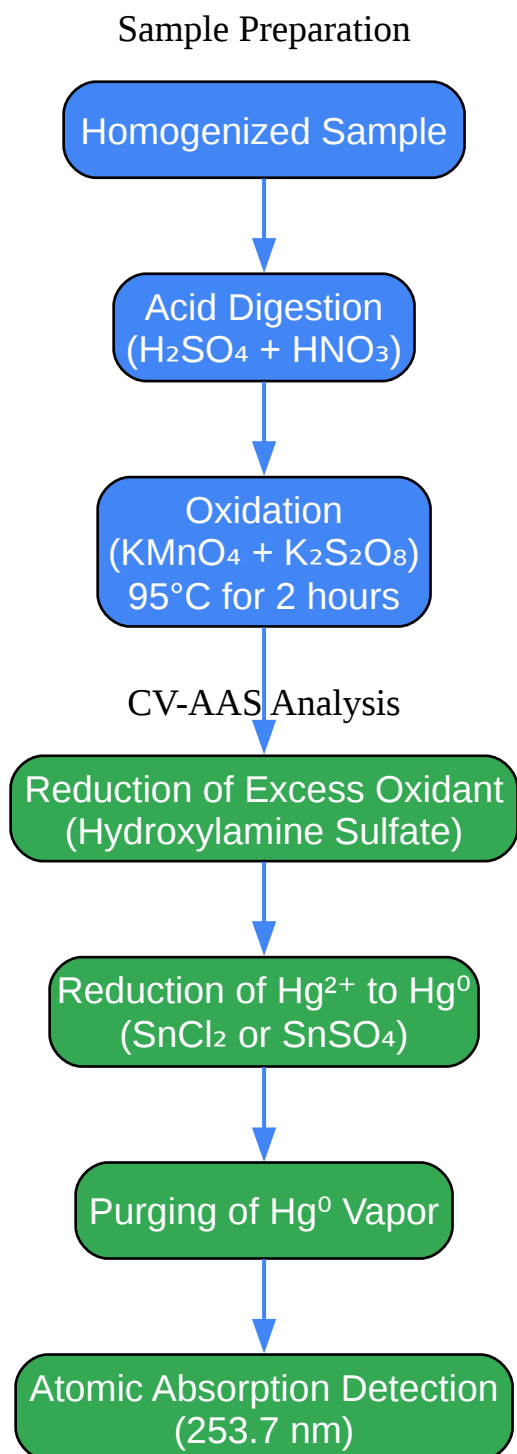 Sample Preparation
Homogenized Sample
Acid Digestion
(H₂SO₄ + HNO₃)
Oxidation
(KMnO₄ + K₂S₂O₈)
95°C for 2 hours
CV-AAS Analysis
Reduction of Excess Oxidant
(Hydroxylamine Sulfate)
Reduction of Hg²⁺ to Hg⁰
(SnCl₂ or SnSO₄)
Purging of Hg⁰ Vapor
Atomic Absorption Detection
(253.7 nm)